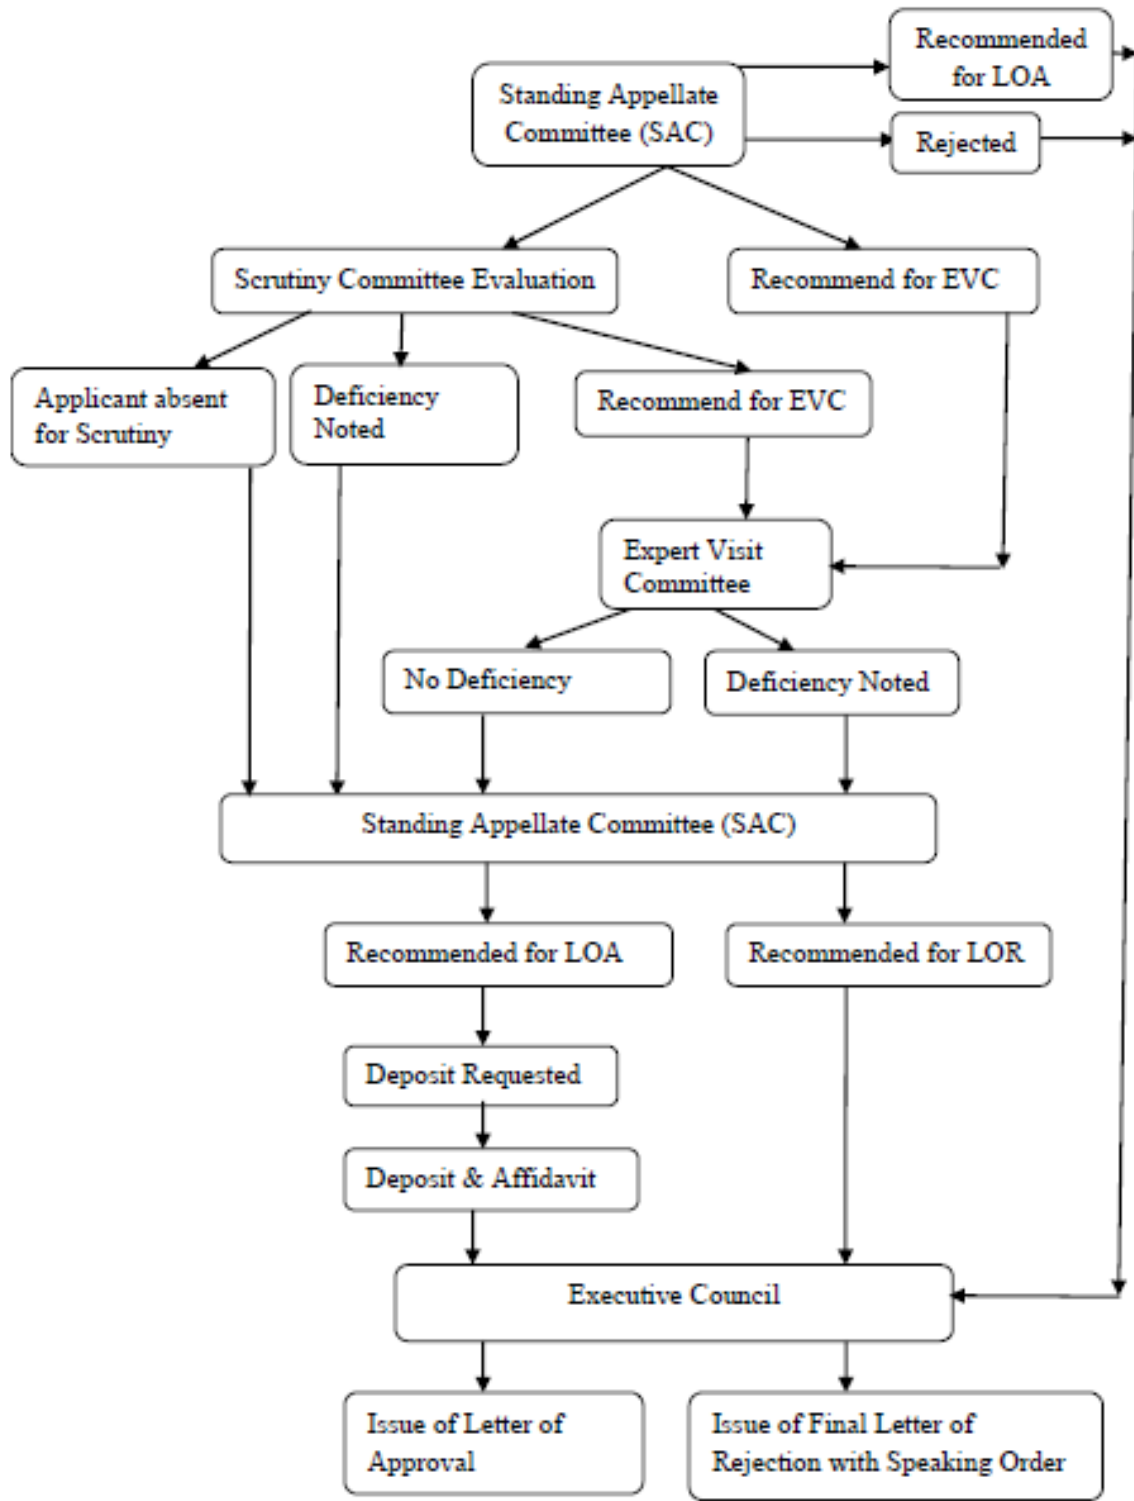 Recommended
for LOA
Standing Appellate
Committee (SAC)
Rejected
Scrutiny Committee Evaluation
Recommend for EVC
Applicant absent
for Scrutiny
Deficiency
Noted
Recommend for EVC
Expert Visit
Committee
No Deficiency
Deficiency Noted
Standing Appellate Committee (SAC)
Recommended for LOA
Recommended for LOR
Deposit Requested
Deposit & Affidavit
Executive Council
Issue of Letter of
Approval
Issue of Final Letter of
Rejection with Speaking Order